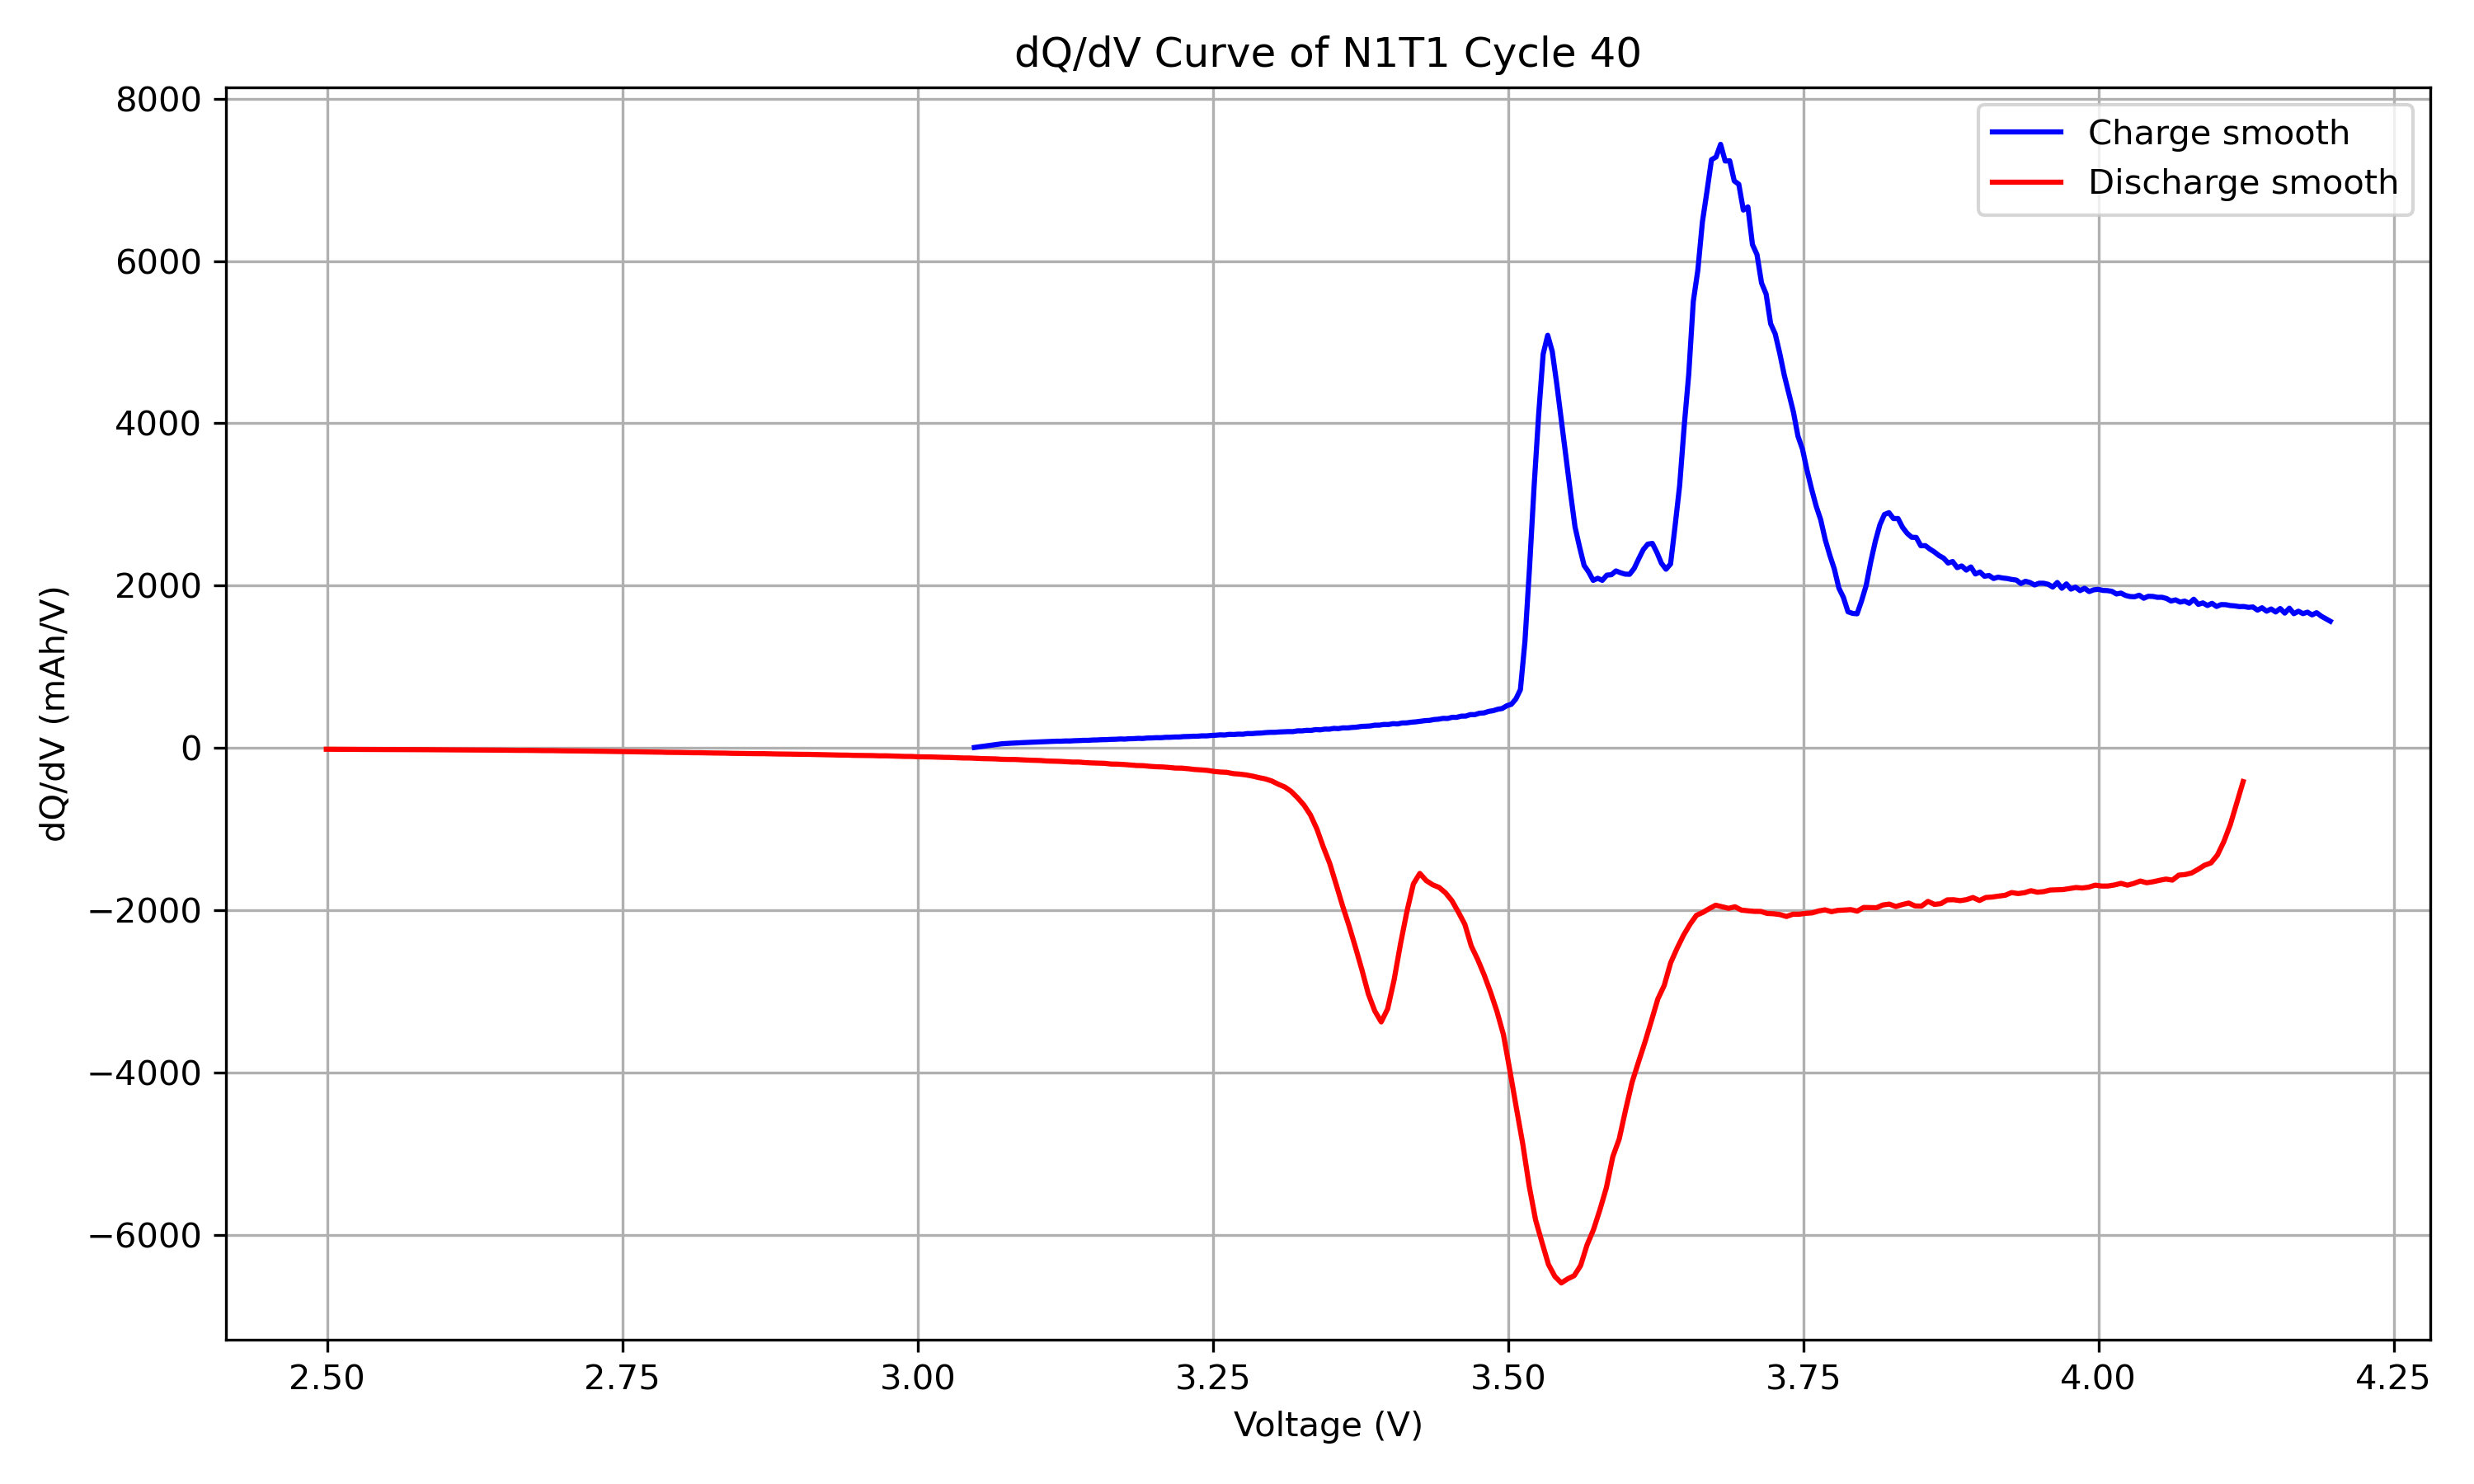 dQ/dV Curve of N1T1 Cycle 40
Charge smooth
Discharge smooth
dQ/dV (mAh/V)
8000
6000
4000
2000
0
−2000
−4000
−6000
2.50 2.75 3.00 3.25 3.50 3.75 4.00 4.25
Voltage (V)